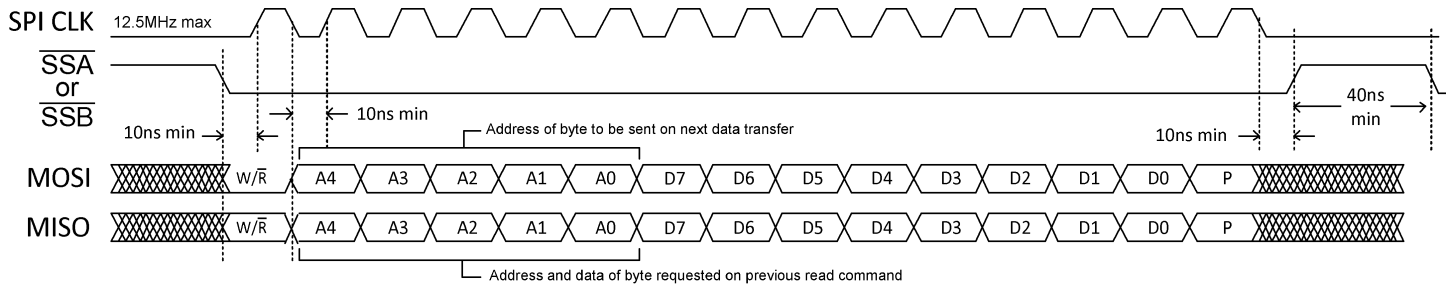 SPI CLK 12.5MHz max
SSA
or
SSB
10ns min
10ns min
40ns
min
10ns min
Address of byte to be sent on next data transfer
MOSI W/R A4 A3 A2 A1 A0 D7 D6 D5 D4 D3 D2 D1 D0 P
MISO W/R A4 A3 A2 A1 A0 D7 D6 D5 D4 D3 D2 D1 D0 P
Address and data of byte requested on previous read command